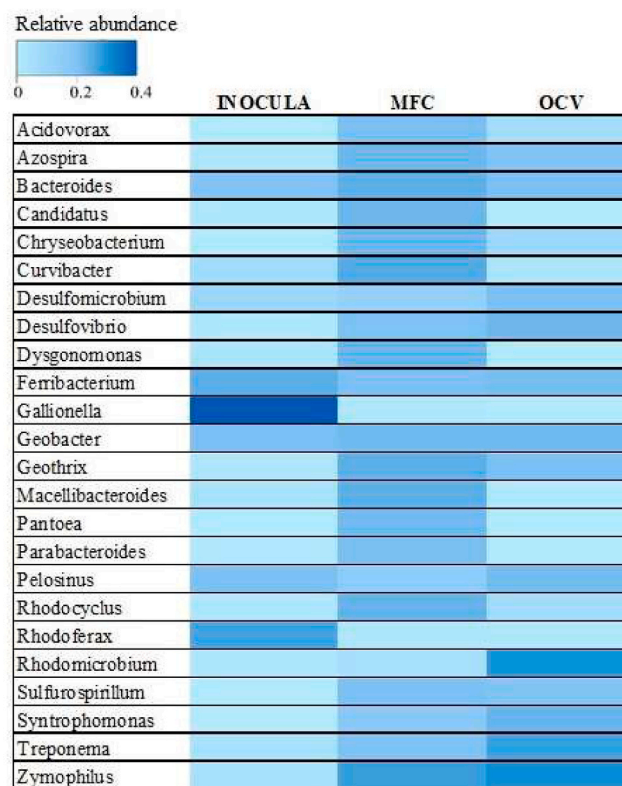 Relative abundance
0 0.2 0.4
INOCULA MFC OCV
Acidovorax
Azospira
Bacteroides
Candidatus
Chryseobacterium
Curvibacter
Desulfomicrobium
Desulfovibrio
Dysgonomonas
Ferribacterium
Gallionella
Geobacter
Geothrix
Macellibacteroides
Pantoea
Parabacteroides
Pelosinus
Rhodocyclus
Rhodoferax
Rhodomicrobium
Sulfurospirillum
Syntrophomonas
Treponema
Zymophilus